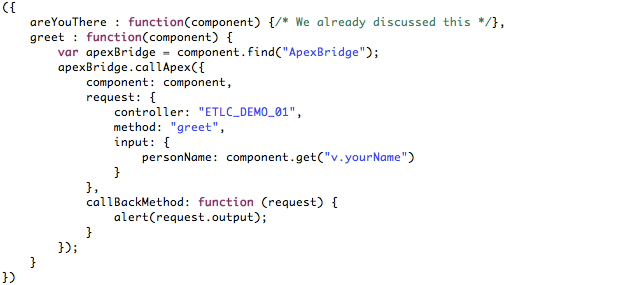 ({
    areYouThere : function(component) {/* We already discussed this */},
    greet : function(component) {
        var apexBridge = component.find("ApexBridge");
        apexBridge.callApex({
            component: component,
            request: {
                controller: "ETLC_DEMO_01",
                method: "greet",
                input: {
                    personName: component.get("v.yourName")
                }
            },
            callBackMethod: function (request) {
                alert(request.output);
            }
        });
    }
})